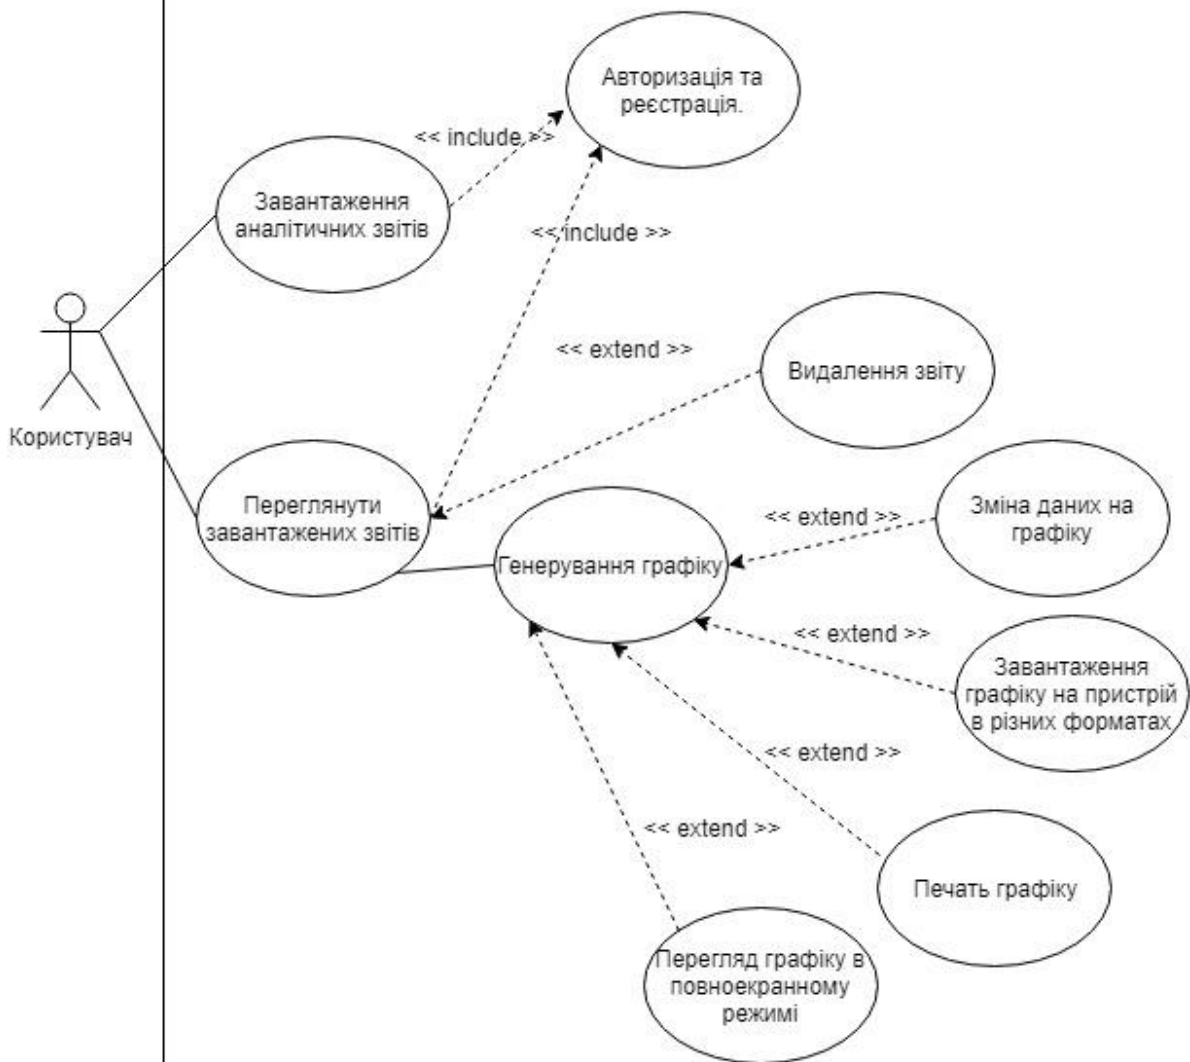 Авторизація та
реєстрація.
<< include >>
Завантаження
аналітичних звітів
<< include >>
<< extend >>
Видалення звіту
Користувач
Переглянути
завантажених звітів
Зміна даних на
графіку
<< extend >>
Генерування графіку
<< extend >>
Завантаження
графіку на пристрій
в різних форматах
<< extend >>
<< extend >>
Печать графіку
Перегляд графіку в
повноекранному
режимі